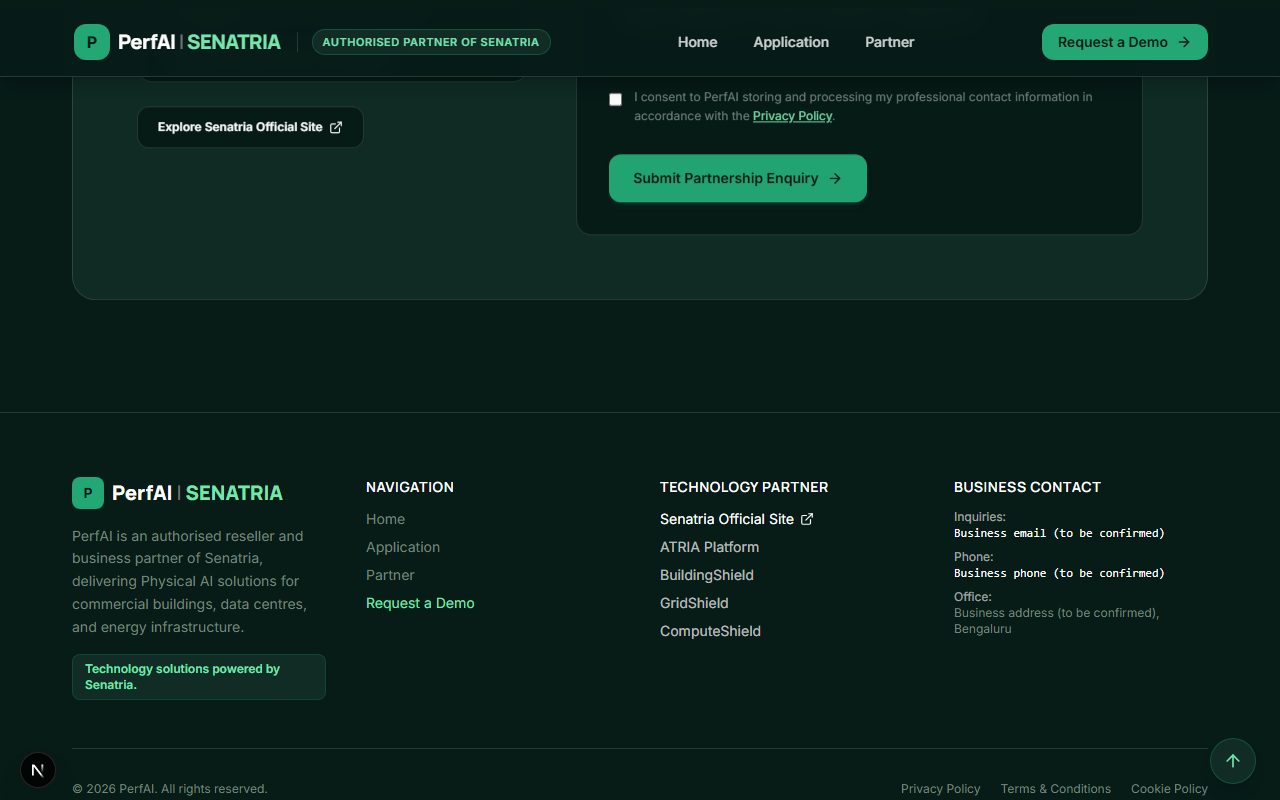 P PerfAI | SENATRIA AUTHORISED PARTNER OF SENATRIA Home Application Partner Request a Demo
I consent to PerfAI storing and processing my professional contact information in
accordance with the Privacy Policy.
Explore Senatria Official Site
Submit Partnership Enquiry
P PerfAI | SENATRIA
PerfAI is an authorised reseller and
business partner of Senatria,
delivering Physical AI solutions for
commercial buildings, data centres,
and energy infrastructure.
Technology solutions powered by
Senatria.
NAVIGATION
Home
Application
Partner
Request a Demo
TECHNOLOGY PARTNER
Senatria Official Site
ATRIA Platform
BuildingShield
GridShield
ComputeShield
BUSINESS CONTACT
Inquiries:
Business email (to be confirmed)
Phone:
Business phone (to be confirmed)
Office:
Business address (to be confirmed),
Bengaluru
N
© 2026 PerfAI. All rights reserved.
Privacy Policy Terms & Conditions Cookie Policy